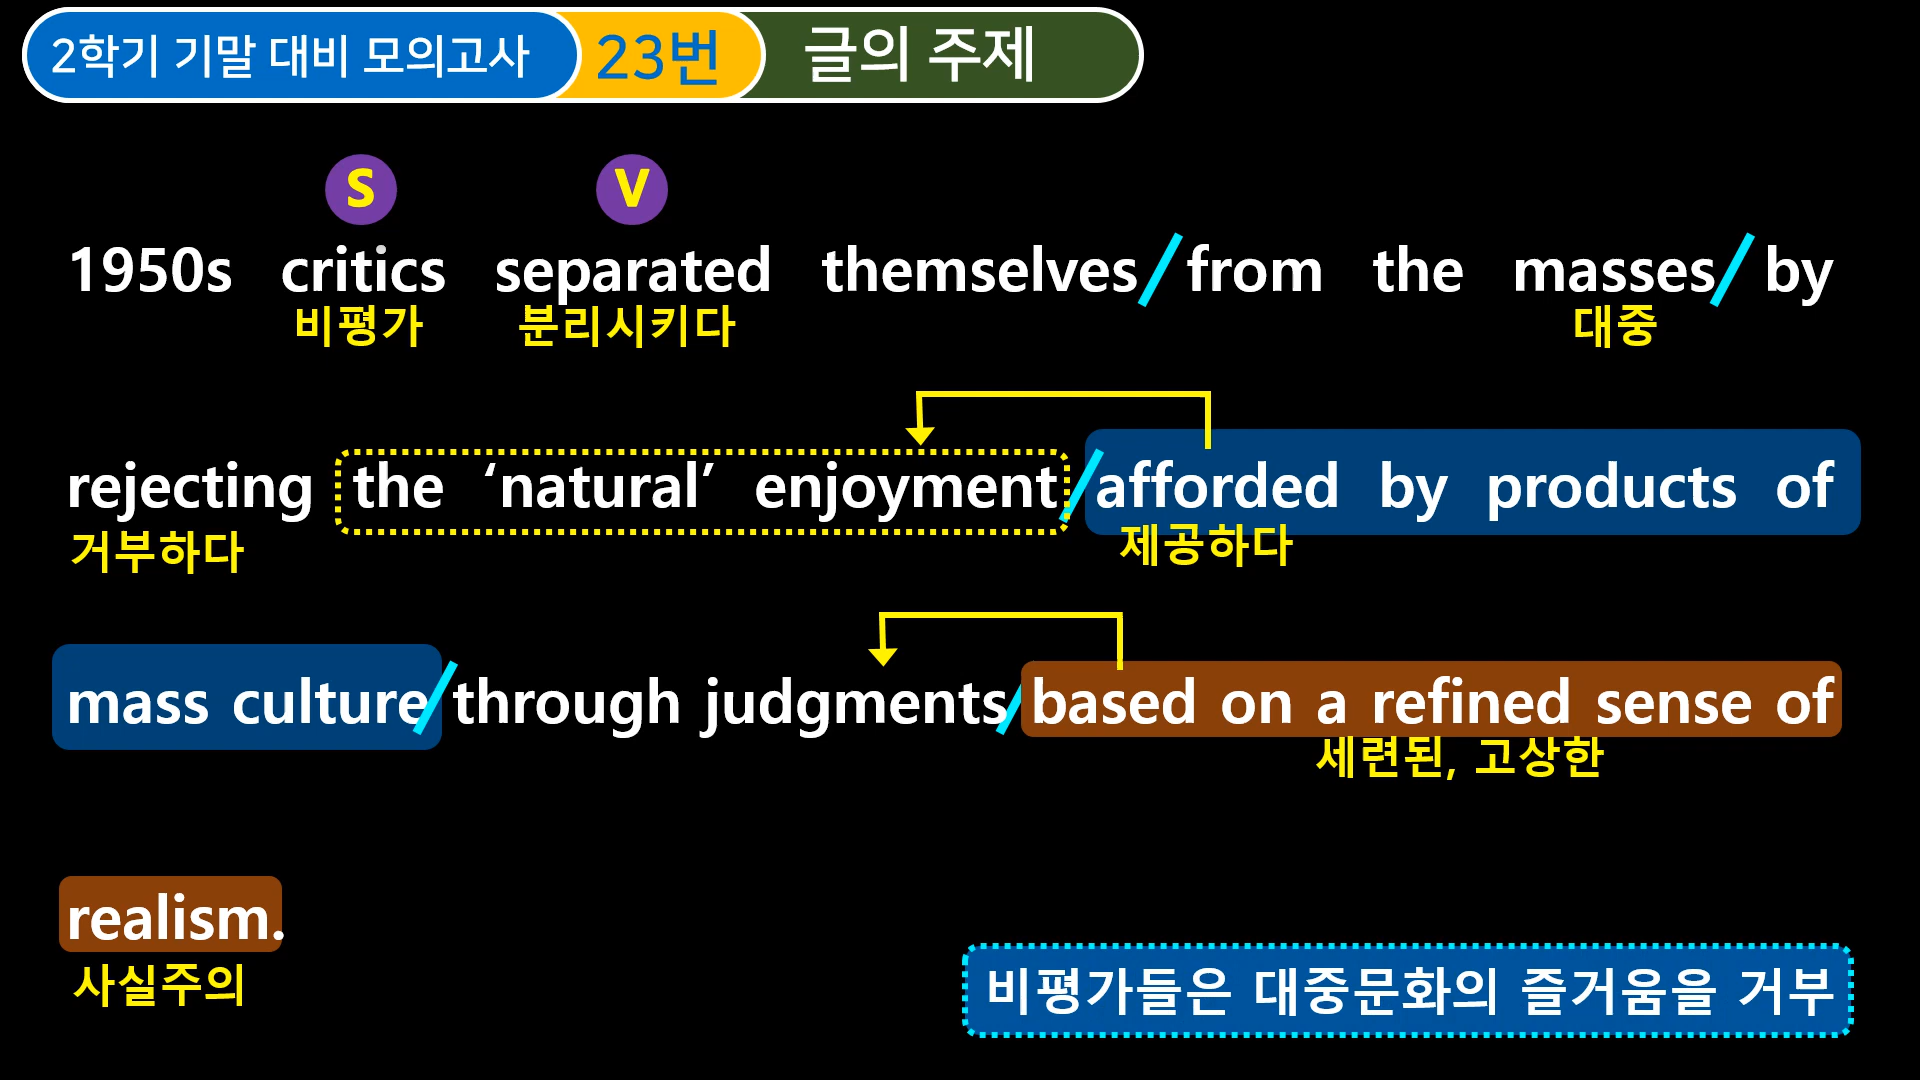 2학기 기말 대비 모의고사 23번 글의 주제
S V
1950s critics separated themselves / from the masses / by
비평가 분리시키다 대중
rejecting the ‘natural’ enjoyment / afforded by products of
거부하다 제공하다
mass culture / through judgments / based on a refined sense of
세련된, 고상한
realism.
사실주의
비평가들은 대중문화의 즐거움을 거부